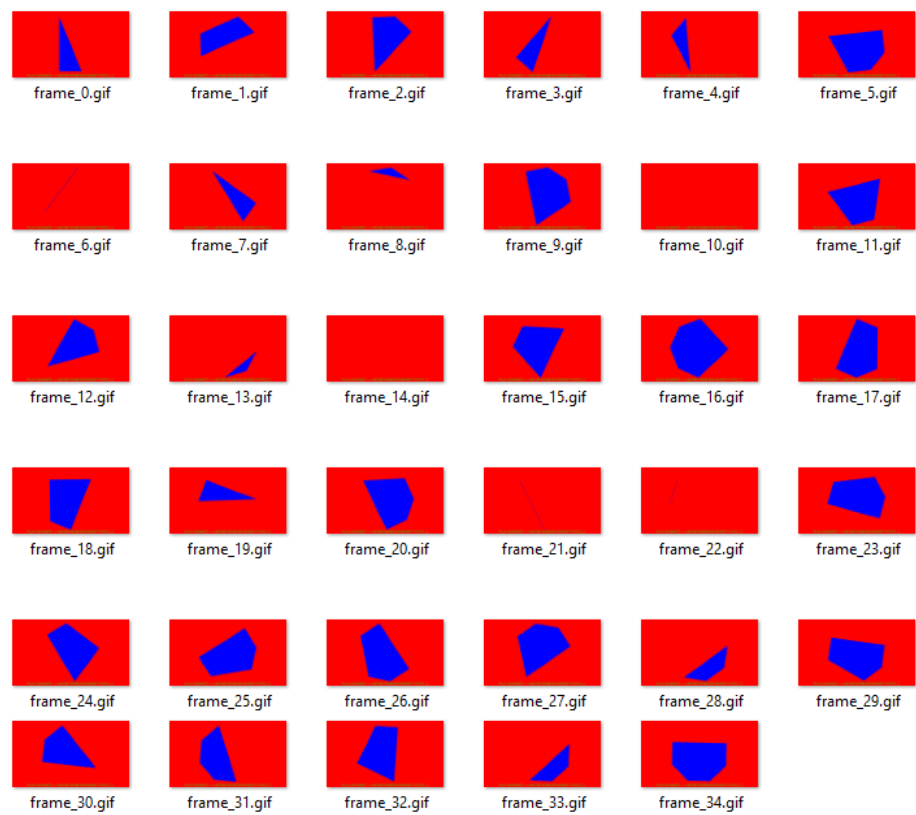 frame_0.gif frame_1.gif frame_2.gif frame_3.gif frame_4.gif frame_5.gif
frame_6.gif frame_7.gif frame_8.gif frame_9.gif frame_10.gif frame_11.gif
frame_12.gif frame_13.gif frame_14.gif frame_15.gif frame_16.gif frame_17.gif
frame_18.gif frame_19.gif frame_20.gif frame_21.gif frame_22.gif frame_23.gif
frame_24.gif frame_25.gif frame_26.gif frame_27.gif frame_28.gif frame_29.gif
frame_30.gif frame_31.gif frame_32.gif frame_33.gif frame_34.gif